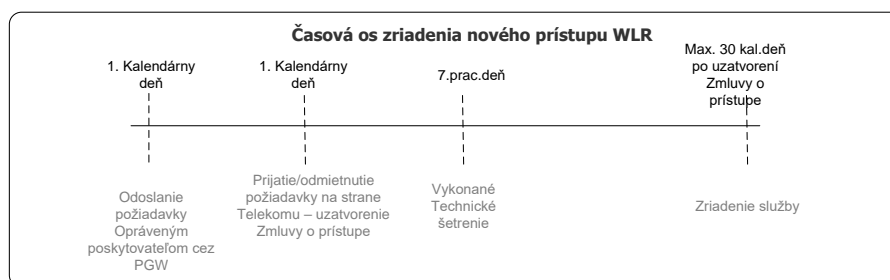 Časová os zriadenia nového prístupu WLR
1. Kalendárny
deň
1. Kalendárny
deň
7.prac.deň
Max. 30 kal.deň
po uzatvorení
Zmluvy o
prístupe
Odoslanie
požiadavky
Opráveným
poskytovateľom cez
PGW
Prijatie/odmietnutie
požiadavky na strane
Telekomu – uzatvorenie
Zmluvy o prístupe
Vykonané
Technické
šetrenie
Zriadenie služby